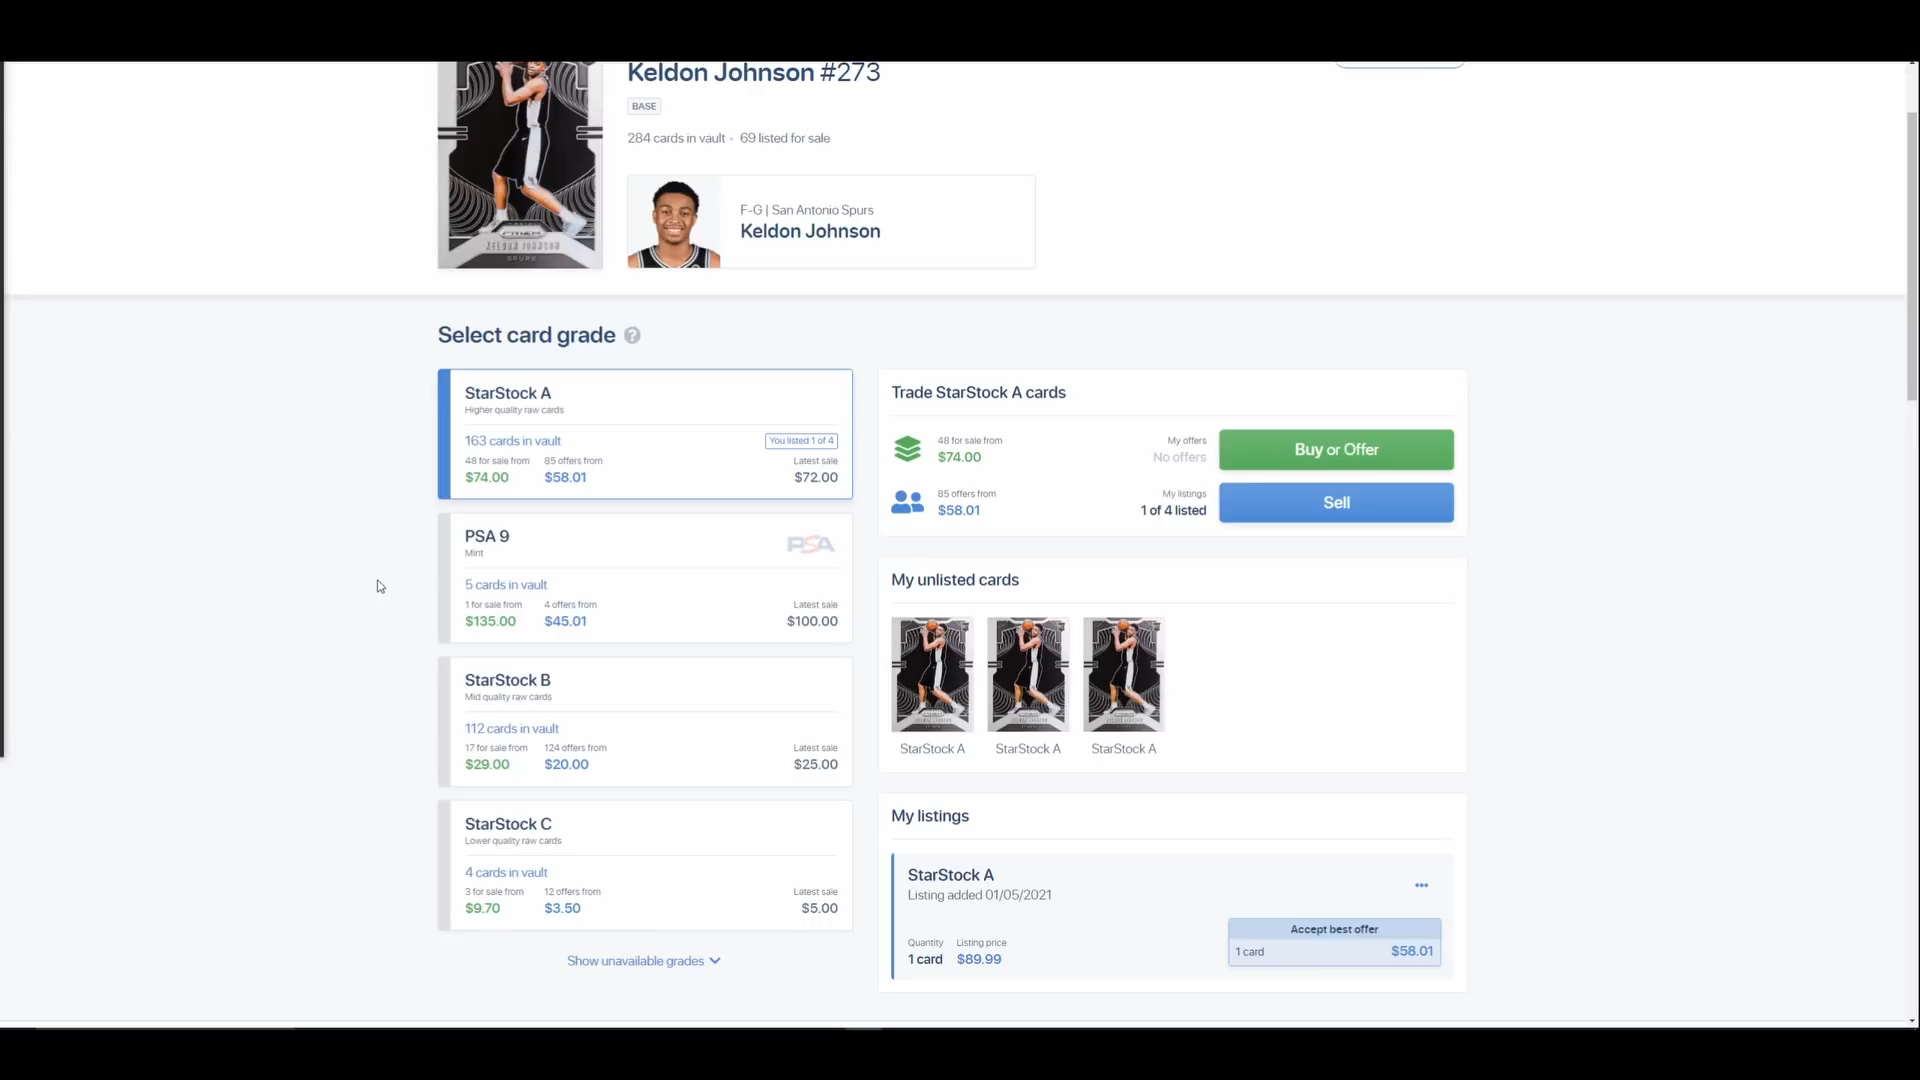 Keldon Johnson #273
BASE
284 cards in vault • 69 listed for sale
F-G | San Antonio Spurs
Keldon Johnson
PRIZM
KELDON JOHNSON
SPURS
Select card grade ?
StarStock A
Higher quality raw cards
163 cards in vault
You listed 1 of 4
48 for sale from 85 offers from Latest sale
$74.00 $58.01 $72.00
PSA 9
Mint
PSA
5 cards in vault
1 for sale from 4 offers from Latest sale
$135.00 $45.01 $100.00
StarStock B
Mid quality raw cards
112 cards in vault
17 for sale from 124 offers from Latest sale
$29.00 $20.00 $25.00
StarStock C
Lower quality raw cards
4 cards in vault
3 for sale from 12 offers from Latest sale
$9.70 $3.50 $5.00
Show unavailable grades
Trade StarStock A cards
48 for sale from My offers
$74.00 No offers
Buy or Offer
85 offers from My listings
$58.01 1 of 4 listed
Sell
My unlisted cards
StarStock A StarStock A StarStock A
My listings
StarStock A
Listing added 01/05/2021
Quantity Listing price
1 card $89.99
Accept best offer
1 card $58.01